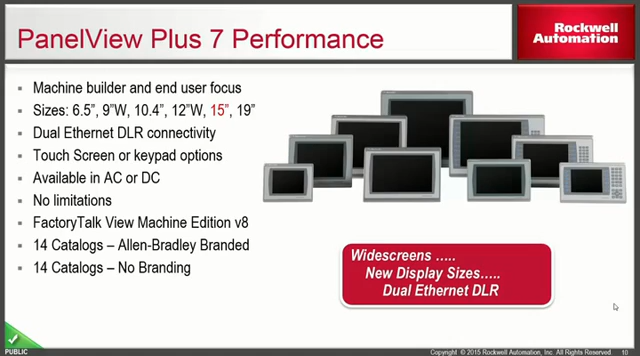 PanelView Plus 7 Performance
Rockwell
Automation
Machine builder and end user focus
Sizes: 6.5”, 9”W, 10.4”, 12”W, 15”, 19”
Dual Ethernet DLR connectivity
Touch Screen or keypad options
Available in AC or DC
No limitations
FactoryTalk View Machine Edition v8
14 Catalogs – Allen-Bradley Branded
14 Catalogs – No Branding
Widescreens .....
New Display Sizes.....
Dual Ethernet DLR
PUBLIC
Copyright © 2015 Rockwell Automation, Inc. All Rights Reserved. 10